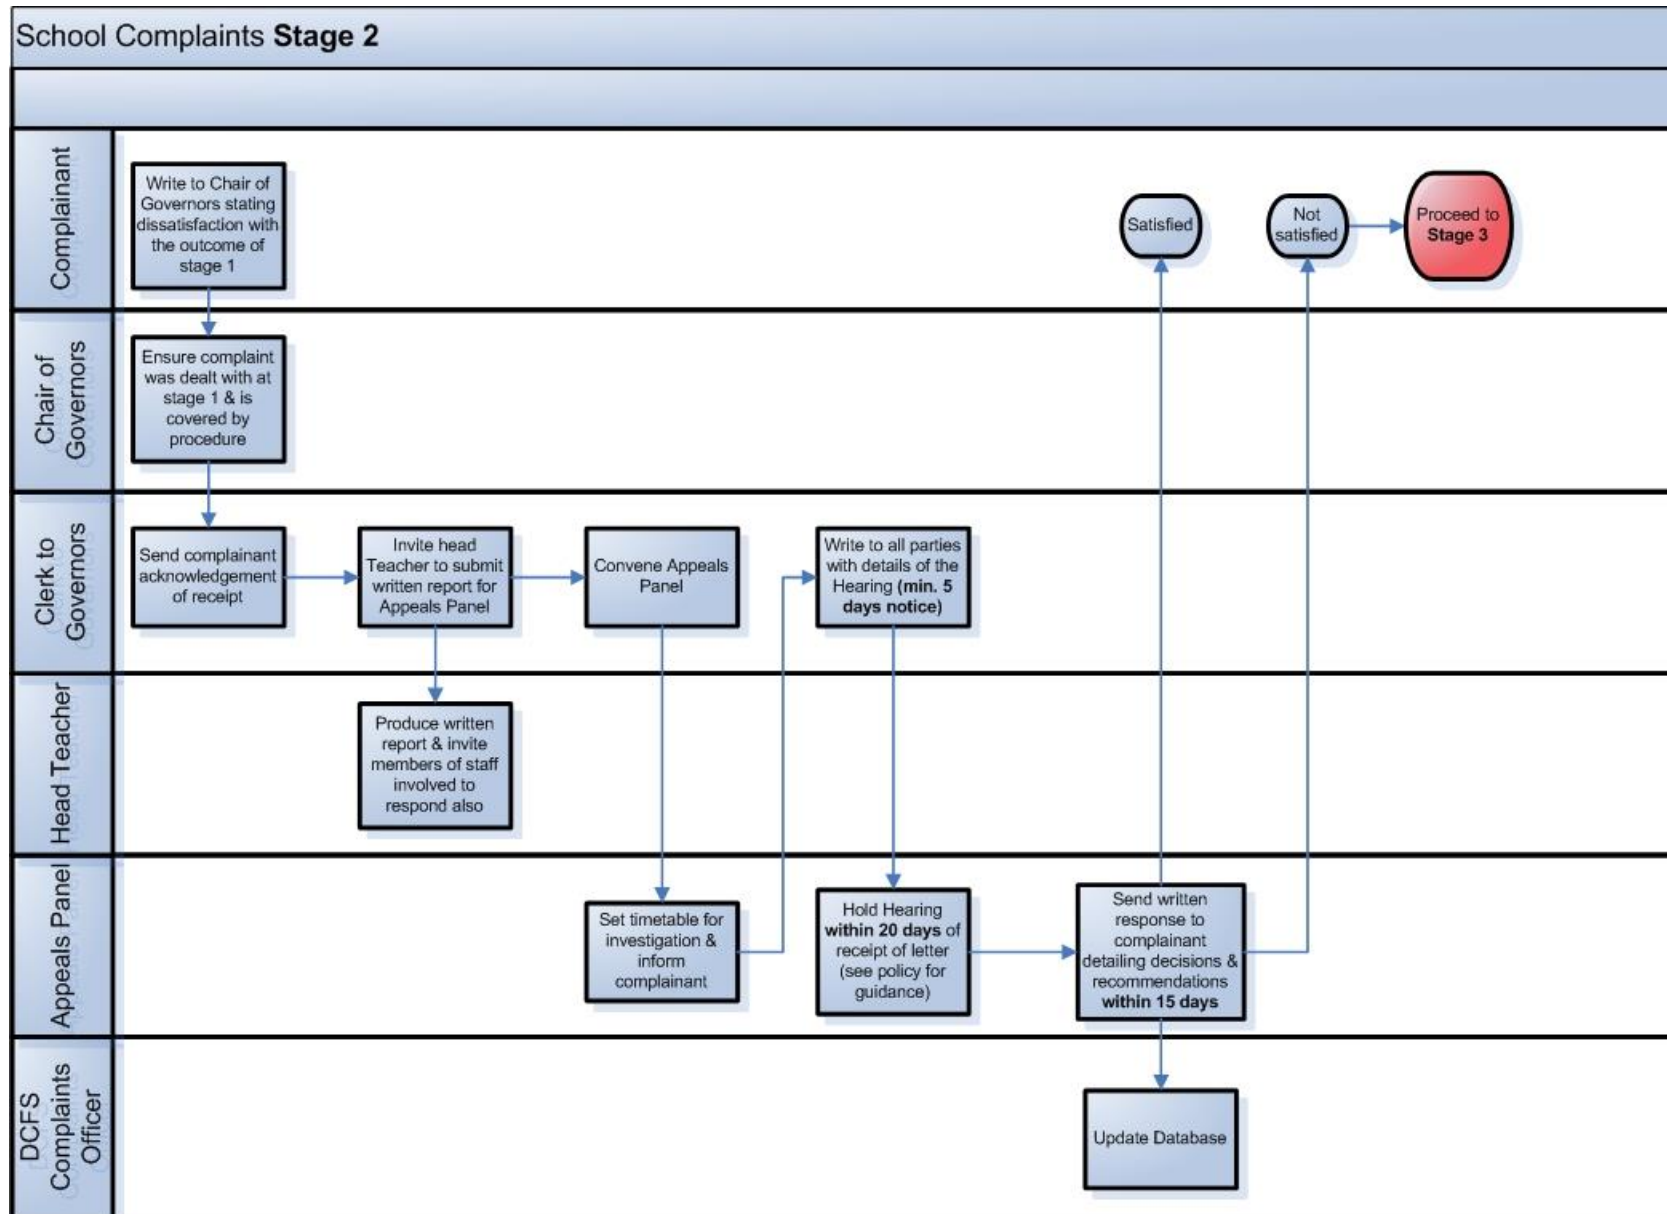 School Complaints Stage 2
Complainant
Write to Chair of
Governors stating
dissatisfaction with
the outcome of
stage 1
Satisfied
Not
satisfied
Proceed to
Stage 3
Chair of
Governors
Ensure complaint
was dealt with at
stage 1 & is
covered by
procedure
Clerk to
Governors
Send complainant
acknowledgement
of receipt
Invite head
Teacher to submit
written report for
Appeals Panel
Convene Appeals
Panel
Write to all parties
with details of the
Hearing (min. 5
days notice)
Head Teacher
Produce written
report & invite
members of staff
involved to
respond also
Appeals Panel
Set timetable for
investigation &
inform
complainant
Hold Hearing
within 20 days of
receipt of letter
(see policy for
guidance)
Send written
response to
complainant
detailing decisions &
recommendations
within 15 days
DCFS
Complaints
Officer
Update Database